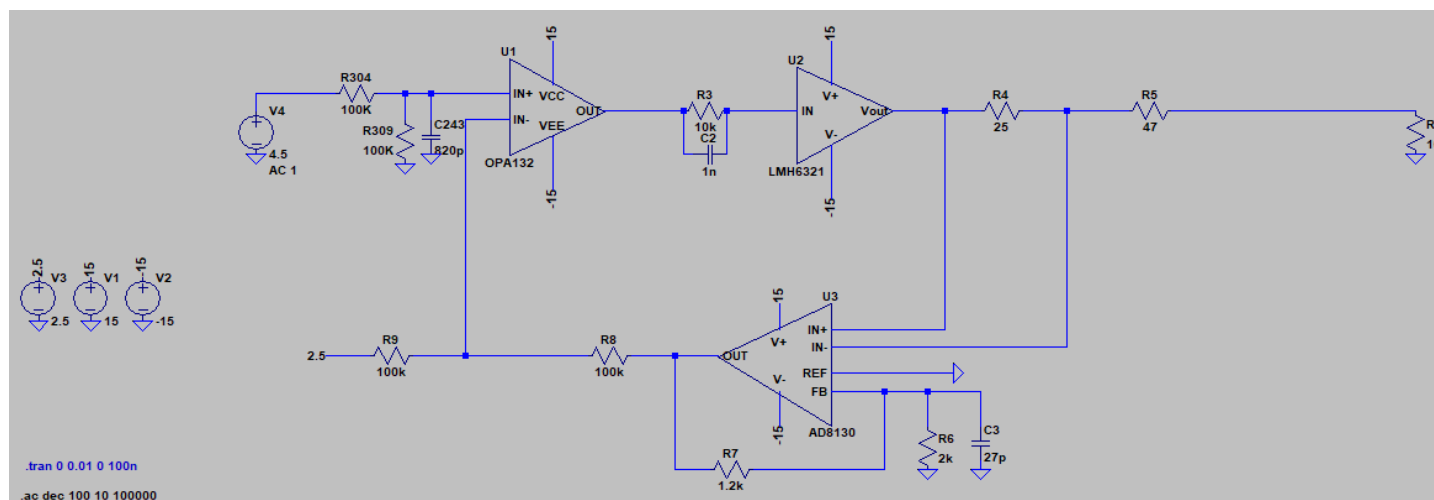 U1
15
R304
100K
V4
4.5
AC 1
R309
100K
C243
820p
IN+
IN-
VCC
VEE
OUT
OPA132
-15
R3
10k
C2
1n
U2
15
IN
V+
V-
Vout
LMH6321
-15
R4
25
R5
47
R
1
2.5
V3
2.5
15
V1
15
-15
V2
-15
2.5
R9
100k
R8
100k
U3
15
V+
V-
OUT
IN+
IN-
REF
FB
AD8130
-15
R7
1.2k
R6
2k
C3
27p
.tran 0 0.01 0 100n
.ac dec 100 10 100000